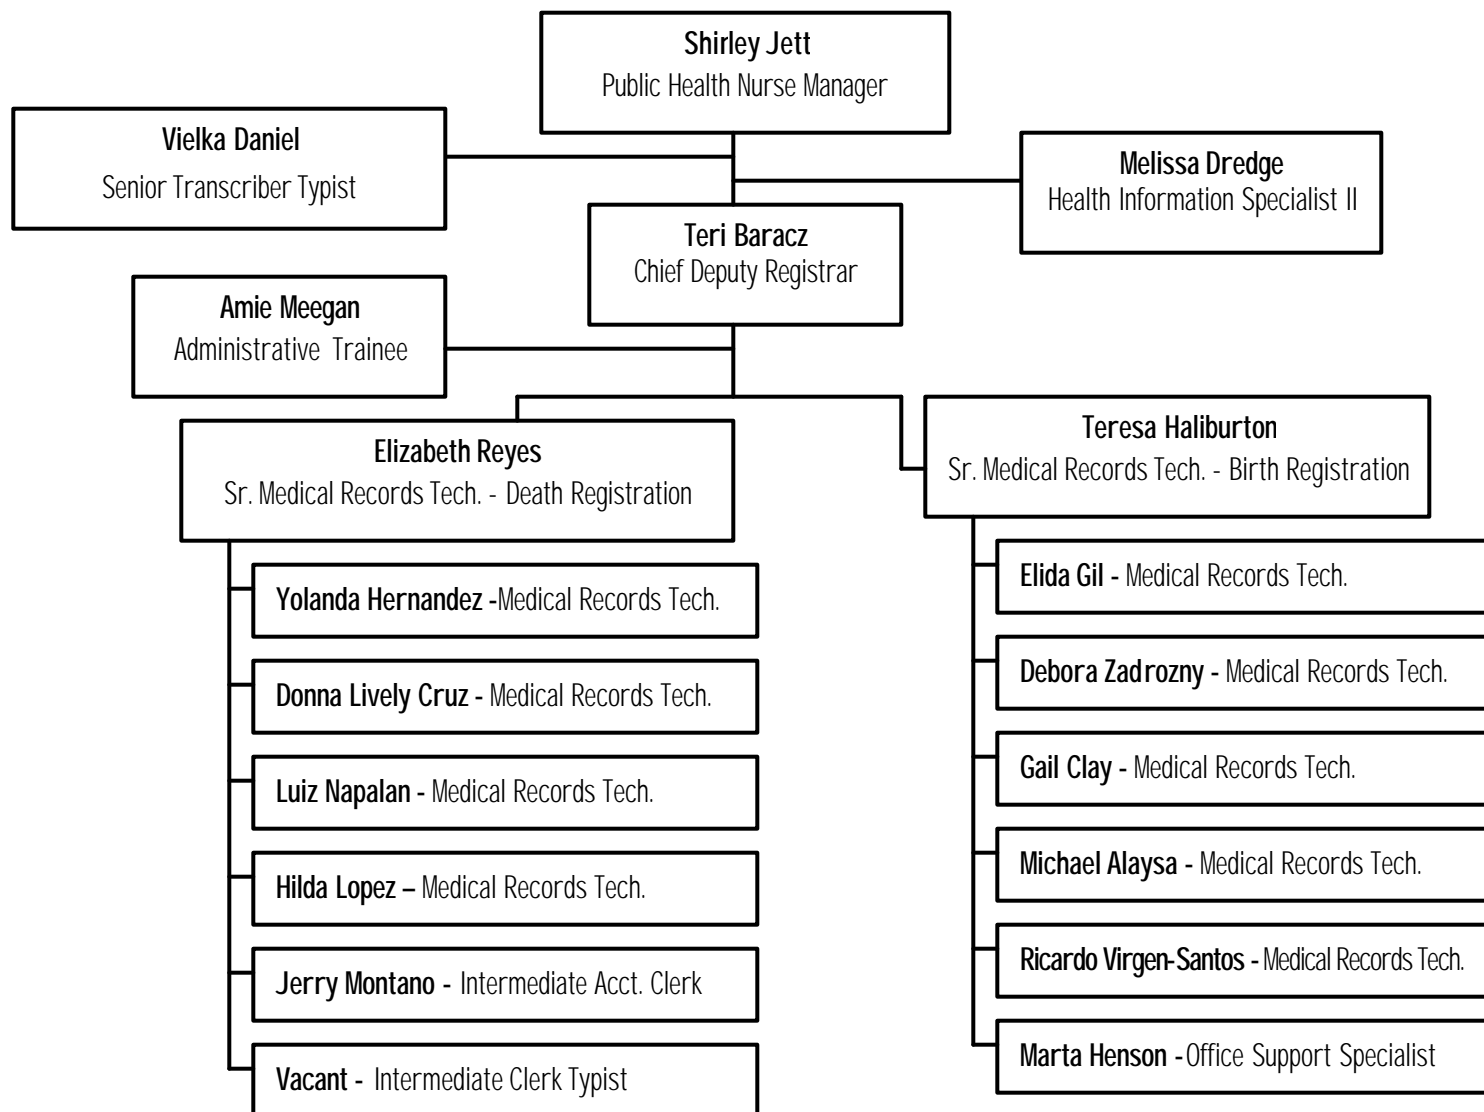 Shirley Jett
Public Health Nurse Manager
Vielka Daniel
Senior Transcriber Typist
Melissa Dredge
Health Information Specialist II
Teri Baracz
Chief Deputy Registrar
Amie Meegan
Administrative Trainee
Elizabeth Reyes
Sr. Medical Records Tech. - Death Registration
Yolanda Hernandez -Medical Records Tech.
Donna Lively Cruz - Medical Records Tech.
Luiz Napalan - Medical Records Tech.
Hilda Lopez – Medical Records Tech.
Jerry Montano - Intermediate Acct. Clerk
Vacant - Intermediate Clerk Typist
Teresa Haliburton
Sr. Medical Records Tech. - Birth Registration
Elida Gil - Medical Records Tech.
Debora Zadrozny - Medical Records Tech.
Gail Clay - Medical Records Tech.
Michael Alaysa - Medical Records Tech.
Ricardo Virgen-Santos - Medical Records Tech.
Marta Henson -Office Support Specialist